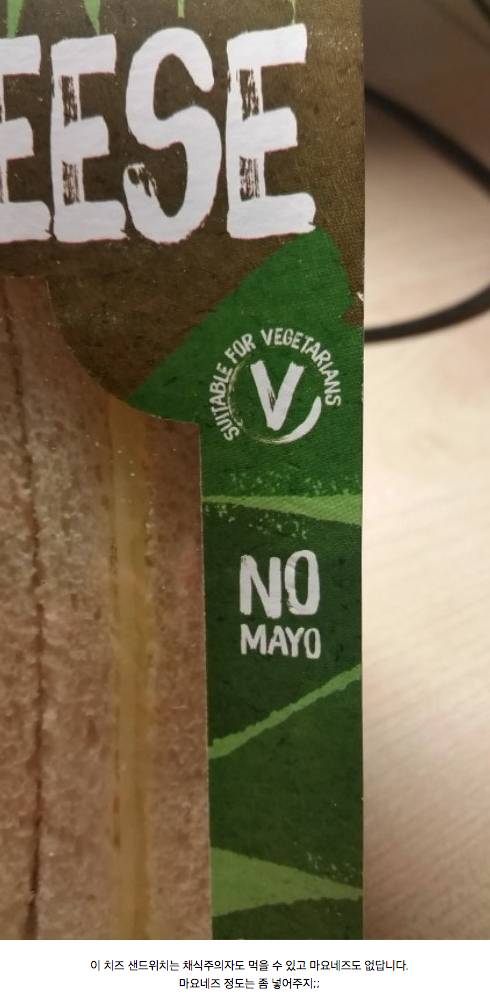 EESE
SUITABLE FOR VEGETARIANS
V
NO
MAYO
이 치즈 샌드위치는 채식주의자도 먹을 수 있고 마요네즈도 없답니다.
마요네즈 정도는 좀 넣어주지;;